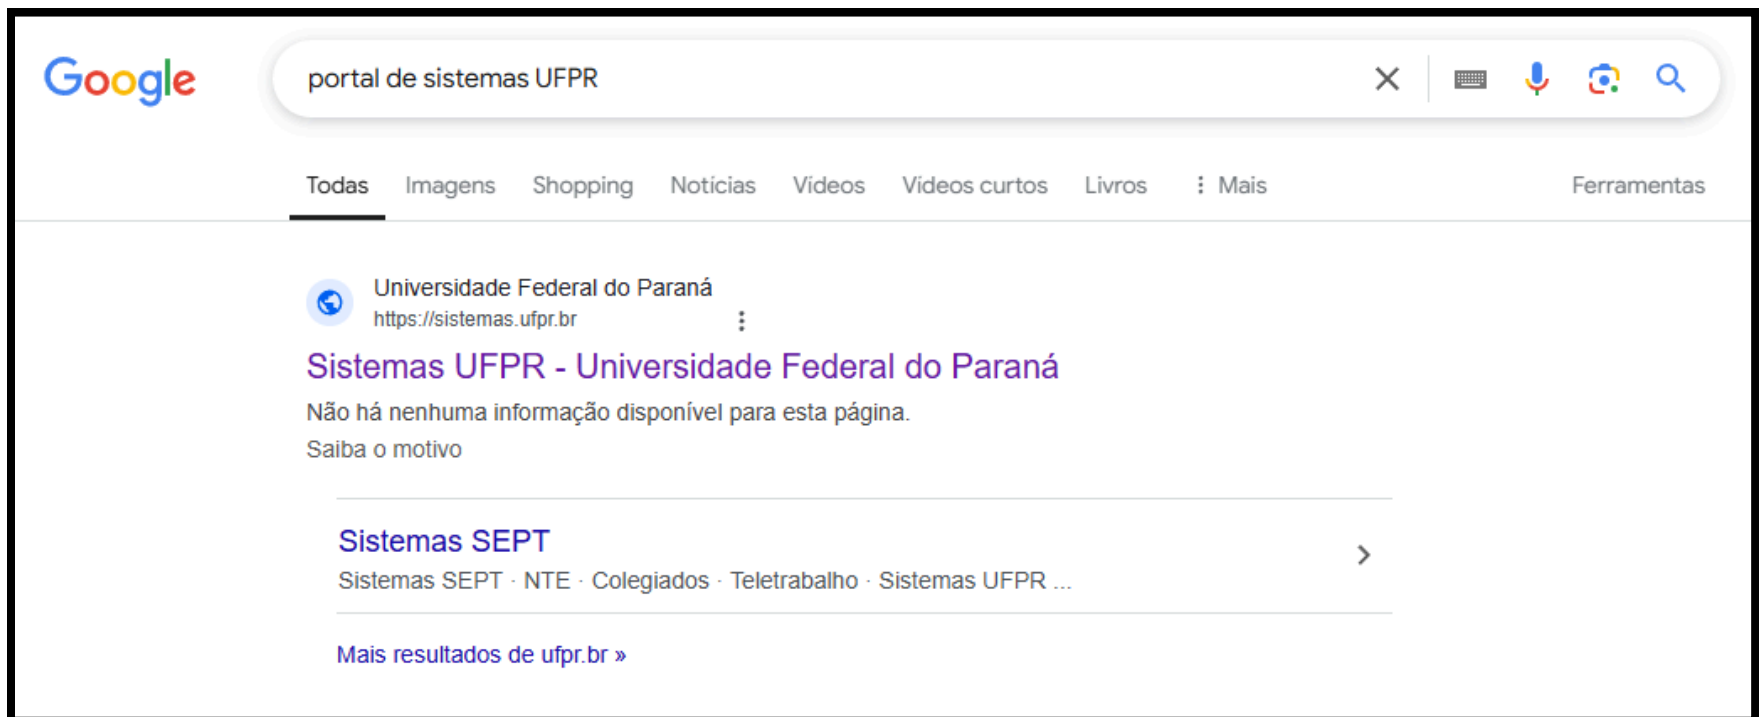 Google
portal de sistemas UFPR
Todas Imagens Shopping Notícias Vídeos Vídeos curtos Livros Mais Ferramentas
Universidade Federal do Paraná
https://sistemas.ufpr.br
Sistemas UFPR - Universidade Federal do Paraná
Não há nenhuma informação disponível para esta página.
Saiba o motivo
Sistemas SEPT
Sistemas SEPT · NTE · Colegiados · Teletrabalho · Sistemas UFPR ...
Mais resultados de ufpr.br »